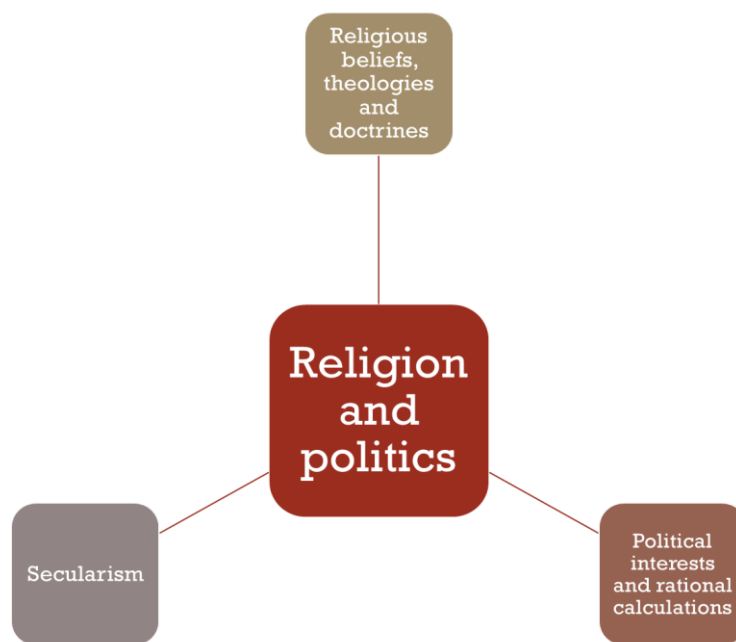 Religious
beliefs,
theologies
and
doctrines
Religion
and
politics
Secularism
Political
interests
and rational
calculations